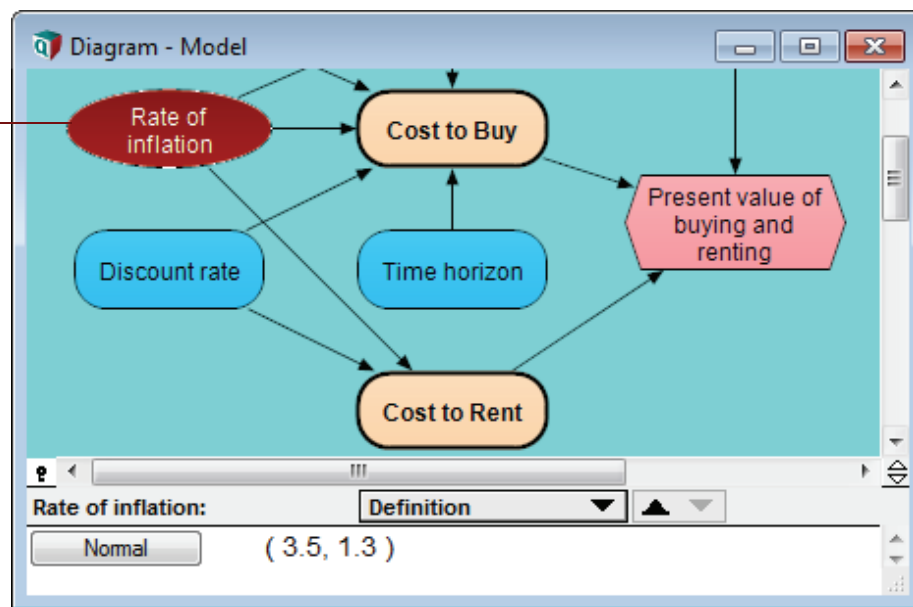 Diagram - Model
Rate of
inflation
Cost to Buy
Present value of
buying and
renting
Discount rate
Time horizon
Cost to Rent
Rate of inflation:
Definition
Normal
( 3.5, 1.3 )